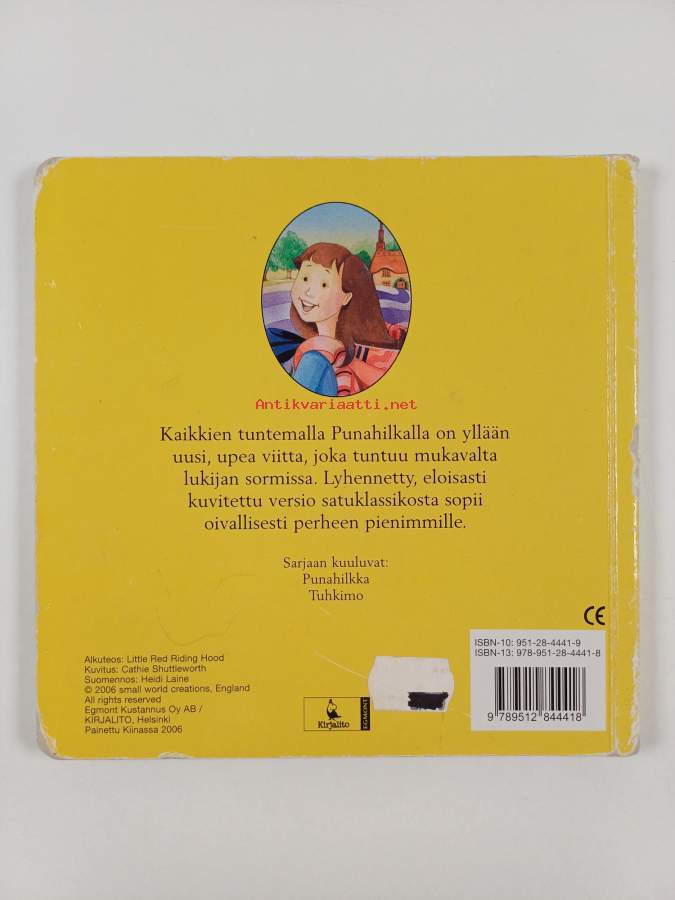 Antikvariaatti.net
Kaikkien tuntemalla Punahilkalla on yllään
uusi, upea viitta, joka tuntuu mukavalta
lukijan sormissa. Lyhennetty, eloisasti
kuvitettu versio satuklassikosta sopii
oivallisesti perheen pienimmille.
Sarjaan kuuluvat:
Punahilkka
Tuhkimo
CE
Alkuteos: Little Red Riding Hood
Kuvitus: Cathie Shuttleworth
Suomennos: Heidi Laine
© 2006 small world creations, England
All rights reserved
Egmont Kustannus Oy AB /
KIRJALITO, Helsinki
Painettu Kiinassa 2006
Kirjalito
EGMONT
ISBN-10: 951-28-4441-9
ISBN-13: 978-951-28-4441-8
9 789512 844418